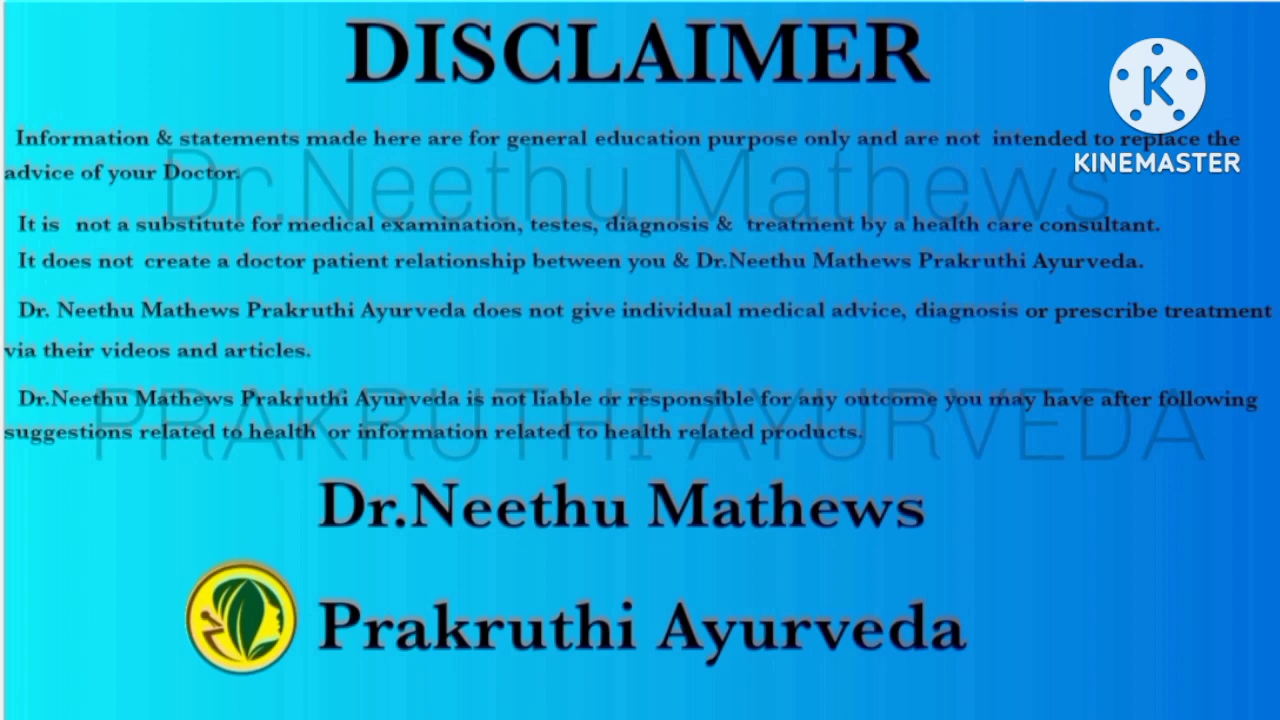 DISCLAIMER
K
KINEMASTER
Information & statements made here are for general education purpose only and are not intended to replace the
advice of your Doctor.
Dr.Neethu Mathews
It is not a substitute for medical examination, testes, diagnosis & treatment by a health care consultant.
It does not create a doctor patient relationship between you & Dr.Neethu Mathews Prakruthi Ayurveda.
Dr. Neethu Mathews Prakruthi Ayurveda does not give individual medical advice, diagnosis or prescribe treatment
via their videos and articles.
Dr.Neethu Mathews Prakruthi Ayurveda is not liable or responsible for any outcome you may have after following
PRAKRUTHI AYURVEDA
suggestions related to health or information related to health related products.
Dr.Neethu Mathews
Prakruthi Ayurveda